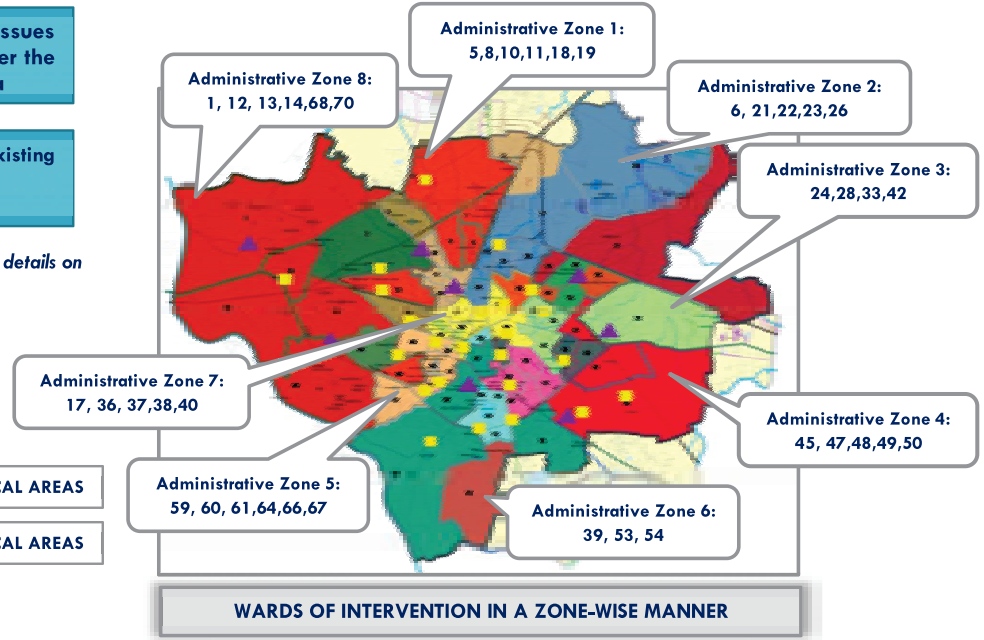 ssues
er the
xisting
details on
CAL AREAS
CAL AREAS
Administrative Zone 1:
5,8,10,11,18,19
Administrative Zone 8:
1, 12, 13,14,68,70
Administrative Zone 2:
6, 21,22,23,26
Administrative Zone 3:
24,28,33,42
Administrative Zone 7:
17, 36, 37,38,40
Administrative Zone 4:
45, 47,48,49,50
Administrative Zone 5:
59, 60, 61,64,66,67
Administrative Zone 6:
39, 53, 54
WARDS OF INTERVENTION IN A ZONE-WISE MANNER